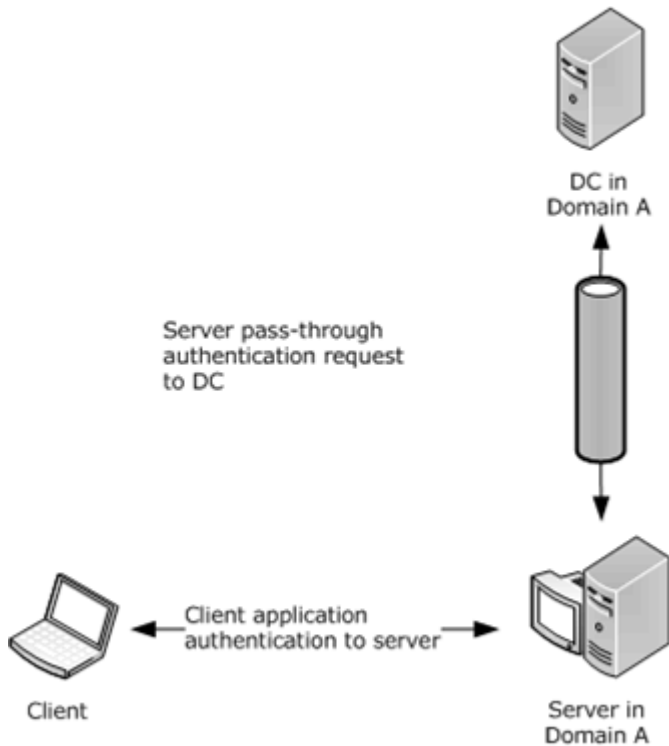 DC in
Domain A
Server pass-through
authentication request
to DC
Client application
authentication to server
Client
Server in
Domain A